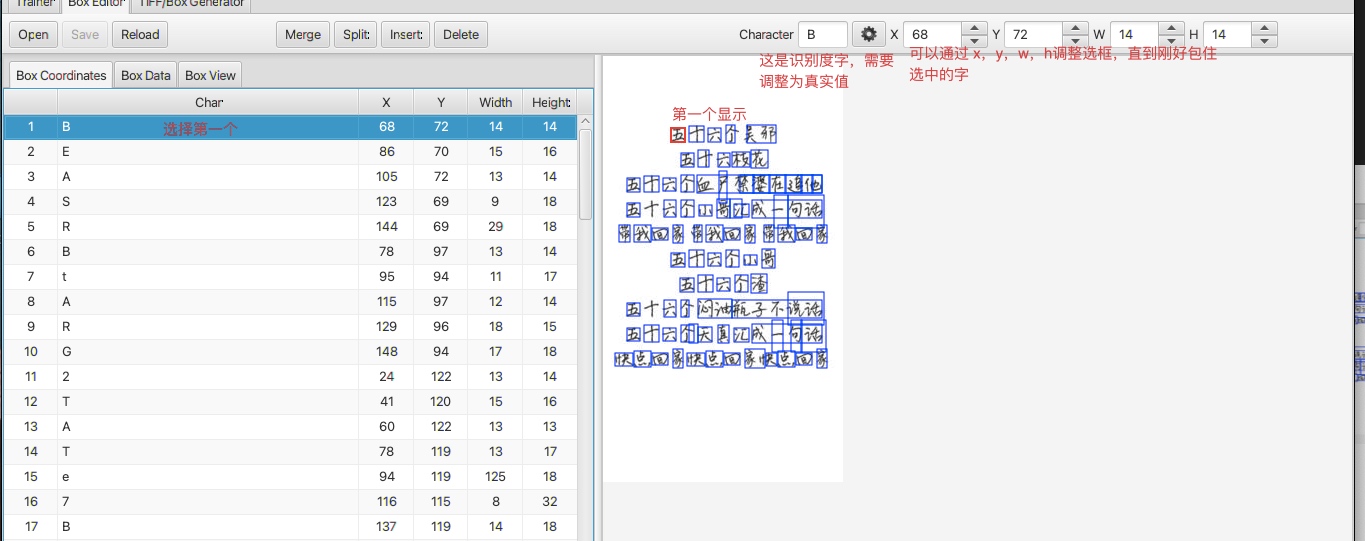 Trainer Box Editor TIFF/Box Generator
Open Save Reload Merge Split Insert Delete Character B X 68 Y 72 W 14 H 14
这是识别度字，需要调整为真实值
可以通过 x，y，w，h调整选框，直到刚好包住选中的字
Box Coordinates Box Data Box View
Char X Y Width Height
1 B 选择第一个 68 72 14 14
2 E 86 70 15 16
3 A 105 72 13 14
4 S 123 69 9 18
5 R 144 69 29 18
6 B 78 97 13 14
7 t 95 94 11 17
8 A 115 97 12 14
9 R 129 96 18 15
10 G 148 94 17 18
11 2 24 122 13 14
12 T 41 120 15 16
13 A 60 122 13 13
14 T 78 119 13 17
15 e 94 119 125 18
16 7 116 115 8 32
17 B 137 119 14 18
第一个显示
五十六个吴邪
五十六枝花
五十六个血尸禁婆在追他
五十六个小哥汇成一句话
带我回家 带我回家 带我回家
五十六个小哥
五十六个渣
五十六个闷油瓶子不说话
五十六个天真汇成一句话
快点回家快点回家快点回家